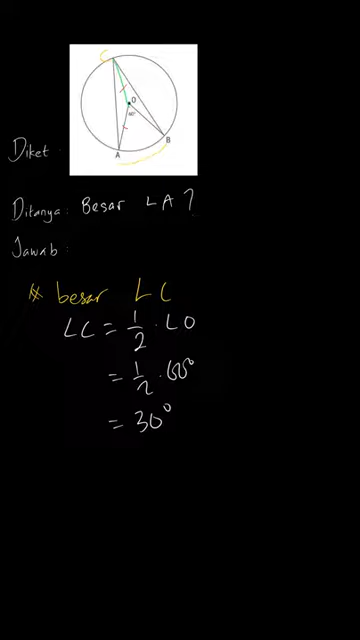 C
O
60°
A
B
Diket :
Ditanya : Besar ∠A ?
Jawab :
* besar ∠C
∠C = 1/2 . ∠O
= 1/2 . 60°
= 30°